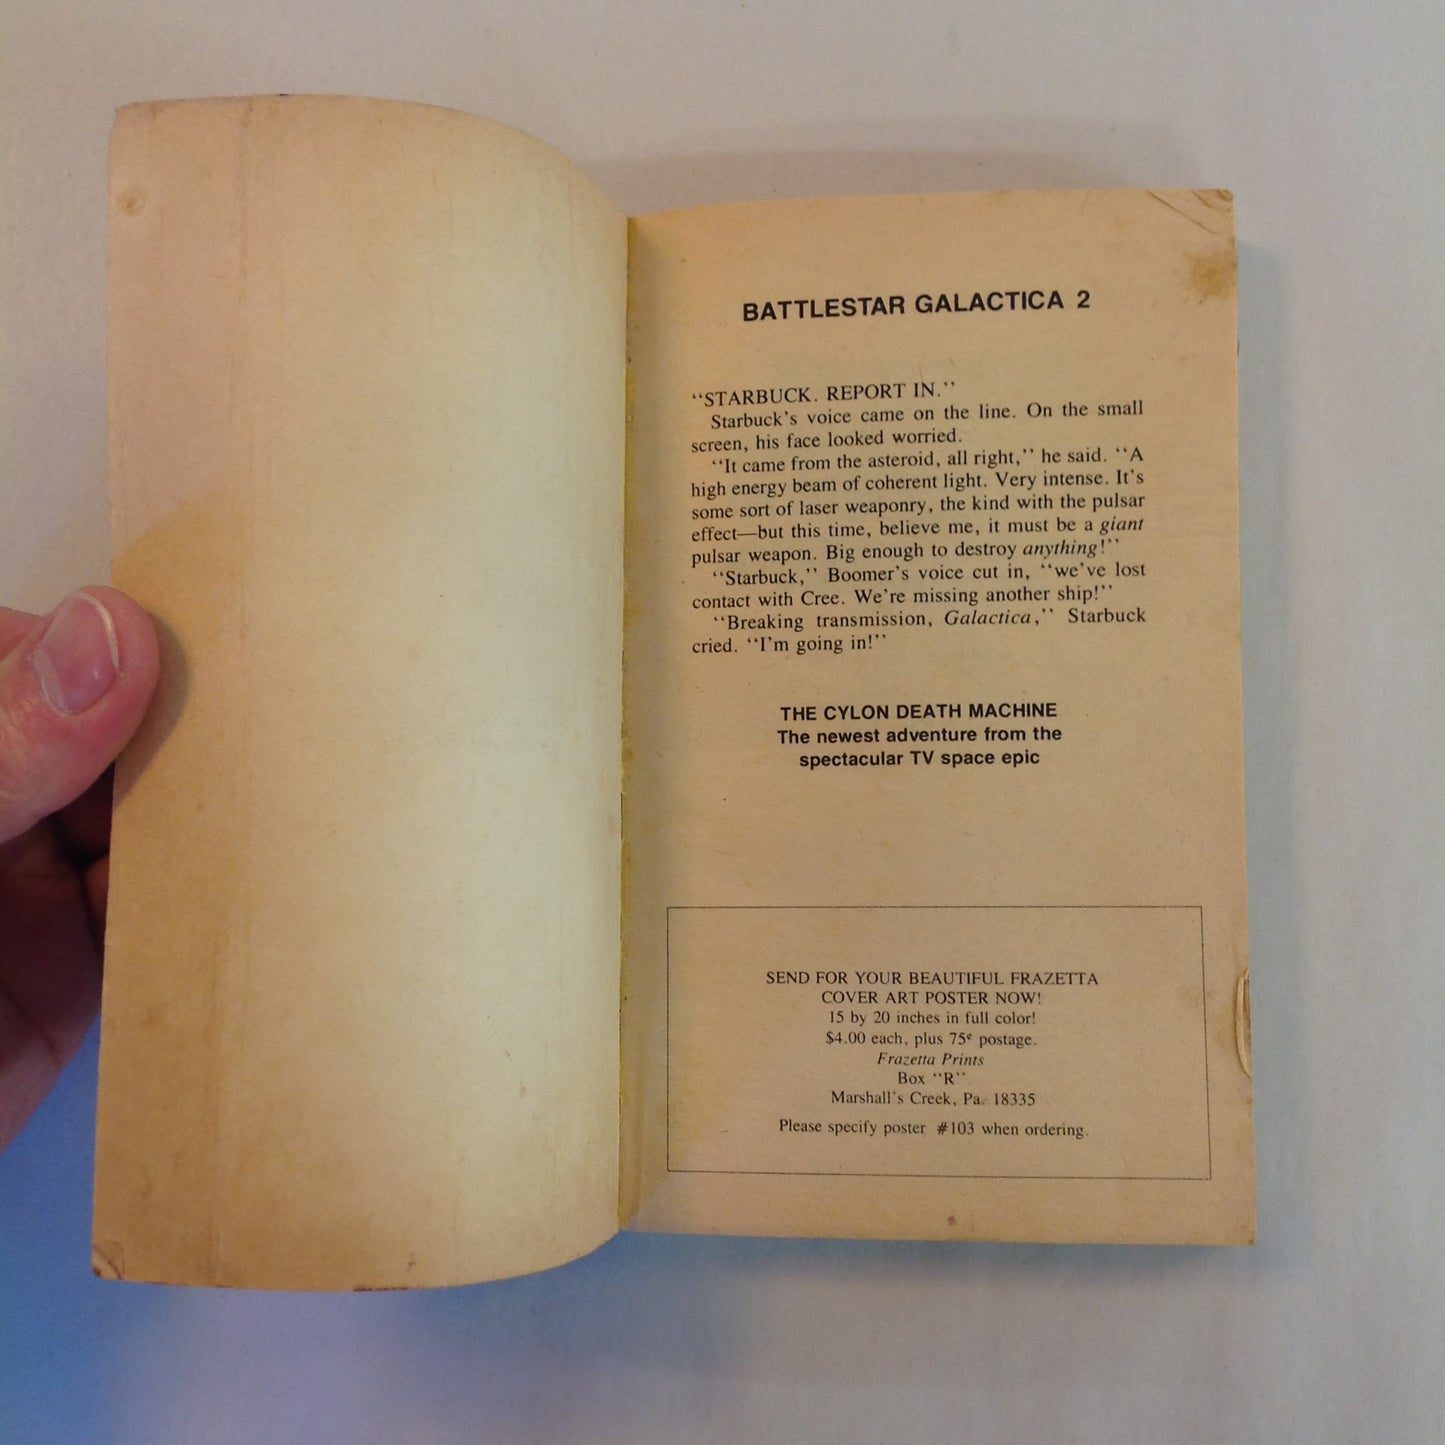 BATTLESTAR GALACTICA 2
“STARBUCK. REPORT IN.”
Starbuck's voice came on the line. On the small
screen, his face looked worried.
“It came from the asteroid, all right,” he said. “A
high energy beam of coherent light. Very intense. It's
some sort of laser weaponry, the kind with the pulsar
effect—but this time, believe me, it must be a giant
pulsar weapon. Big enough to destroy anything!”
“Starbuck,” Boomer's voice cut in, “we've lost
contact with Cree. We're missing another ship!”
“Breaking transmission, Galactica,” Starbuck
cried. “I'm going in!”
THE CYLON DEATH MACHINE
The newest adventure from the
spectacular TV space epic
SEND FOR YOUR BEAUTIFUL FRAZETTA
COVER ART POSTER NOW!
15 by 20 inches in full color!
$4.00 each, plus 75¢ postage.
Frazetta Prints
Box “R”
Marshall's Creek, Pa. 18335
Please specify poster #103 when ordering.